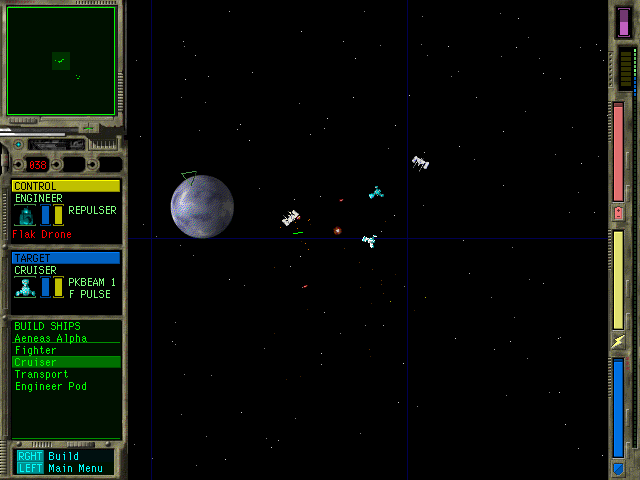 038
CONTROL
ENGINEER
REPULSER
Flak Drone
TARGET
CRUISER
PKBEAM 1
F PULSE
BUILD SHIPS
Aeneas Alpha
Fighter
Cruiser
Transport
Engineer Pod
RGHT Build
LEFT Main Menu